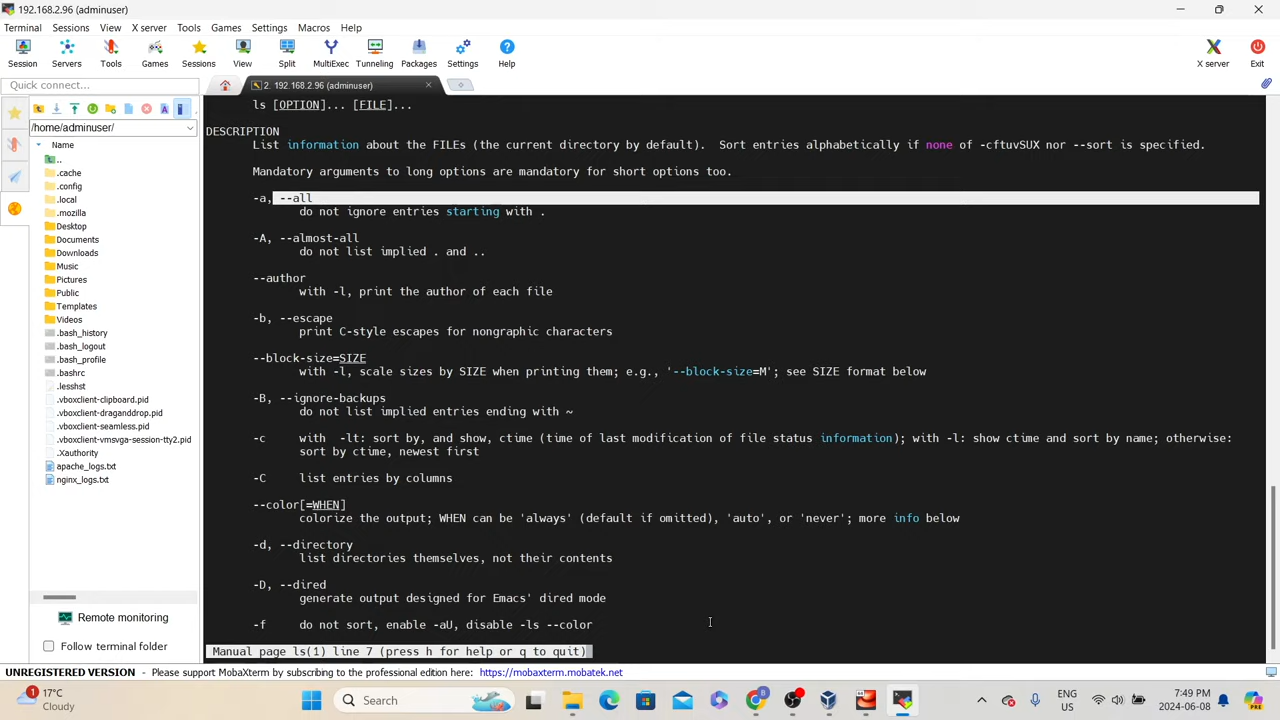 192.168.2.96 (adminuser)
Terminal Sessions View X server Tools Games Settings Macros Help
Session Servers Tools Games Sessions View Split MultiExec Tunneling Packages Settings Help X server Exit
Quick connect...
2. 192.168.2.96 (adminuser)
/home/adminuser/
Name
..
.cache
.config
.local
.mozilla
Desktop
Documents
Downloads
Music
Pictures
Public
Templates
Videos
.bash_history
.bash_logout
.bash_profile
.bashrc
.lesshst
.vboxclient-clipboard.pid
.vboxclient-draganddrop.pid
.vboxclient-seamless.pid
.vboxclient-vmsvga-session-tty2.pid
.Xauthority
apache_logs.txt
nginx_logs.txt
Remote monitoring
Follow terminal folder
ls [OPTION]... [FILE]...
DESCRIPTION
List information about the FILEs (the current directory by default). Sort entries alphabetically if none of -cftuvSUX nor --sort is specified.
Mandatory arguments to long options are mandatory for short options too.
-a, --all
do not ignore entries starting with .
-A, --almost-all
do not list implied . and ..
--author
with -l, print the author of each file
-b, --escape
print C-style escapes for nongraphic characters
--block-size=SIZE
with -l, scale sizes by SIZE when printing them; e.g., '--block-size=M'; see SIZE format below
-B, --ignore-backups
do not list implied entries ending with ~
-c with -lt: sort by, and show, ctime (time of last modification of file status information); with -l: show ctime and sort by name; otherwise:
sort by ctime, newest first
-C list entries by columns
--color[=WHEN]
colorize the output; WHEN can be 'always' (default if omitted), 'auto', or 'never'; more info below
-d, --directory
list directories themselves, not their contents
-D, --dired
generate output designed for Emacs' dired mode
-f do not sort, enable -aU, disable -ls --color
Manual page ls(1) line 7 (press h for help or q to quit)
UNREGISTERED VERSION - Please support MobaXterm by subscribing to the professional edition here: https://mobaxterm.mobatek.net
1
17°C
Cloudy
Search
8
ENG
CA
7:49 PM
2024-06-08
PRE